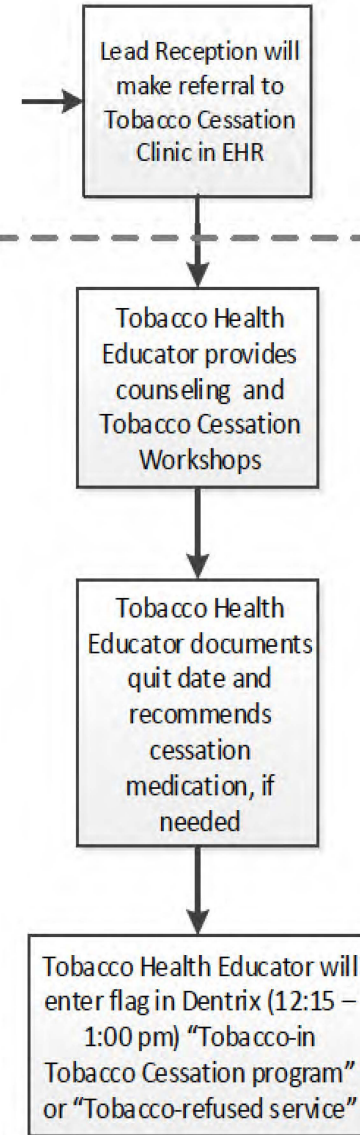 Lead Reception will
make referral to
Tobacco Cessation
Clinic in EHR
Tobacco Health
Educator provides
counseling and
Tobacco Cessation
Workshops
Tobacco Health
Educator documents
quit date and
recommends
cessation
medication, if
needed
Tobacco Health Educator will
enter flag in Dentrix (12:15 –
1:00 pm) “Tobacco-in
Tobacco Cessation program”
or “Tobacco-refused service”